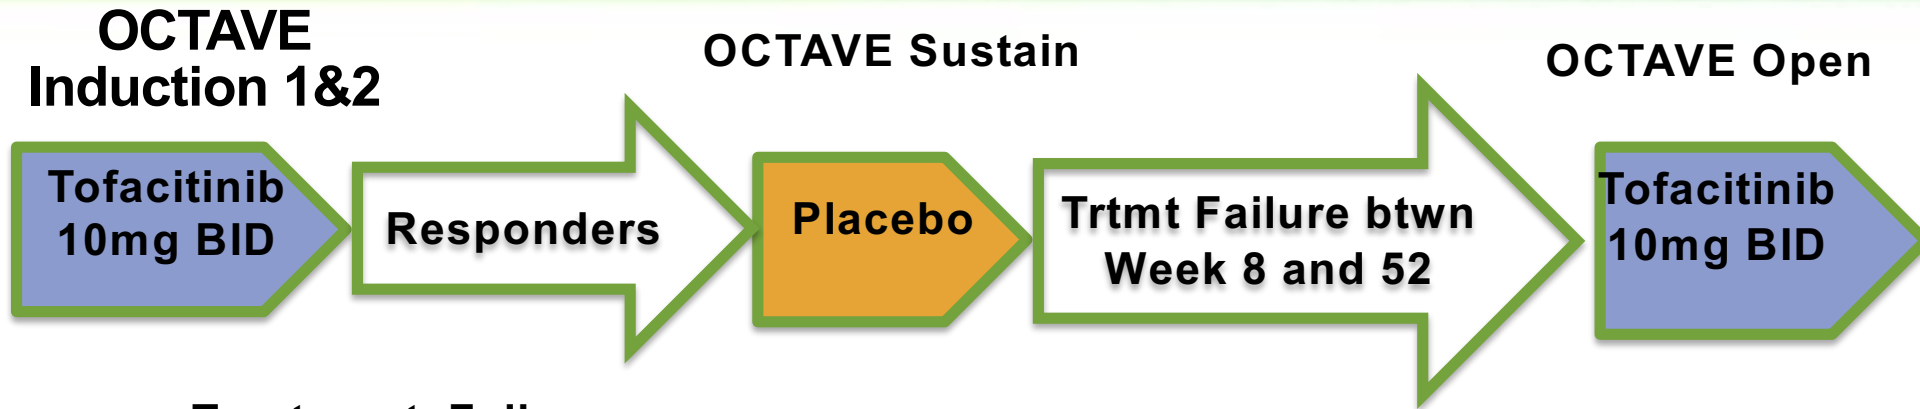 OCTAVE
Induction 1&2
OCTAVE Sustain
OCTAVE Open
Tofacitinib
10mg BID
Responders
Placebo
Trtmt Failure btwn
Week 8 and 52
Tofacitinib
10mg BID